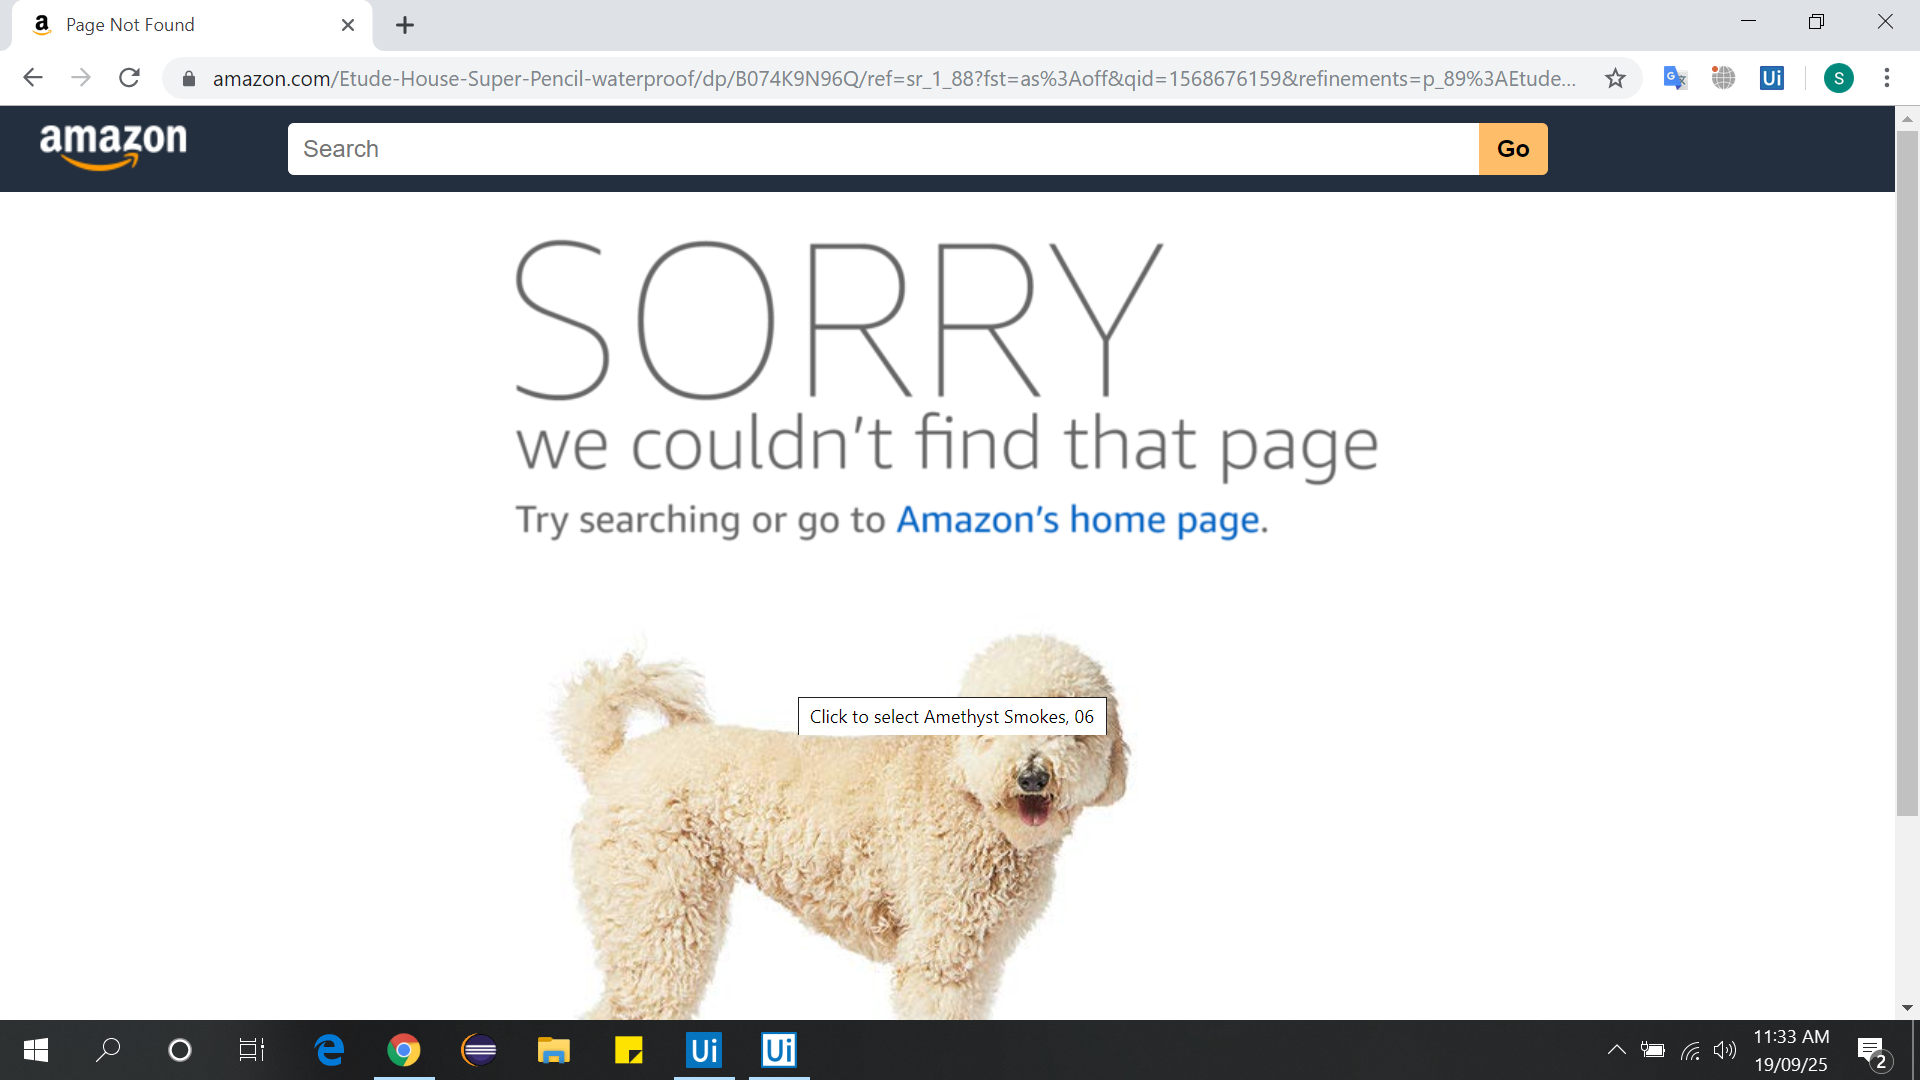 a Page Not Found
amazon.com/Etude-House-Super-Pencil-waterproof/dp/B074K9N96Q/ref=sr_1_88?fst=as%3Aoff&qid=1568676159&refinements=p_89%3AEtude... G Ui S
amazon Search Go
SORRY
we couldn't find that page
Try searching or go to Amazon's home page.
Click to select Amethyst Smokes, 06
Ui Ui
11:33 AM
19/09/25
2